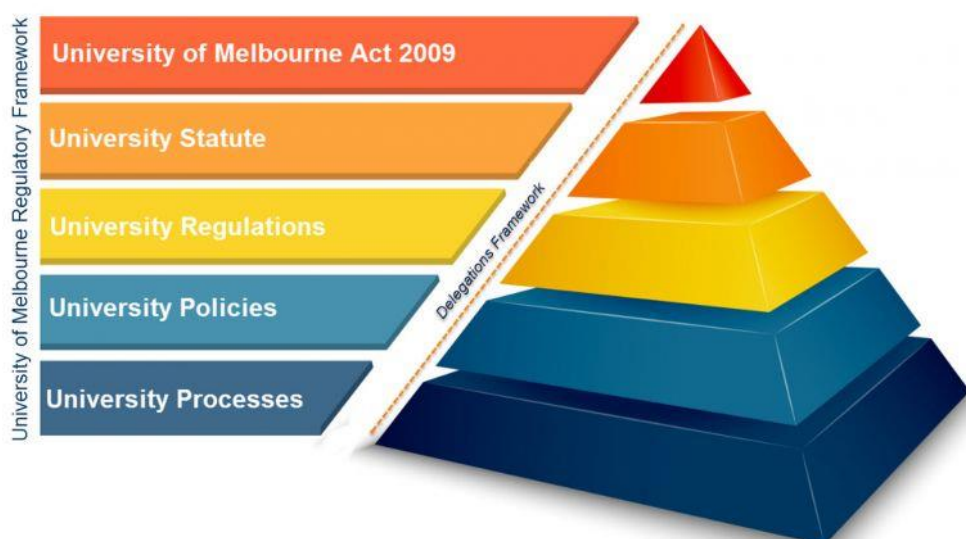 University of Melbourne Regulatory Framework
University of Melbourne Act 2009
University Statute
University Regulations
University Policies
University Processes
Delegations Framework